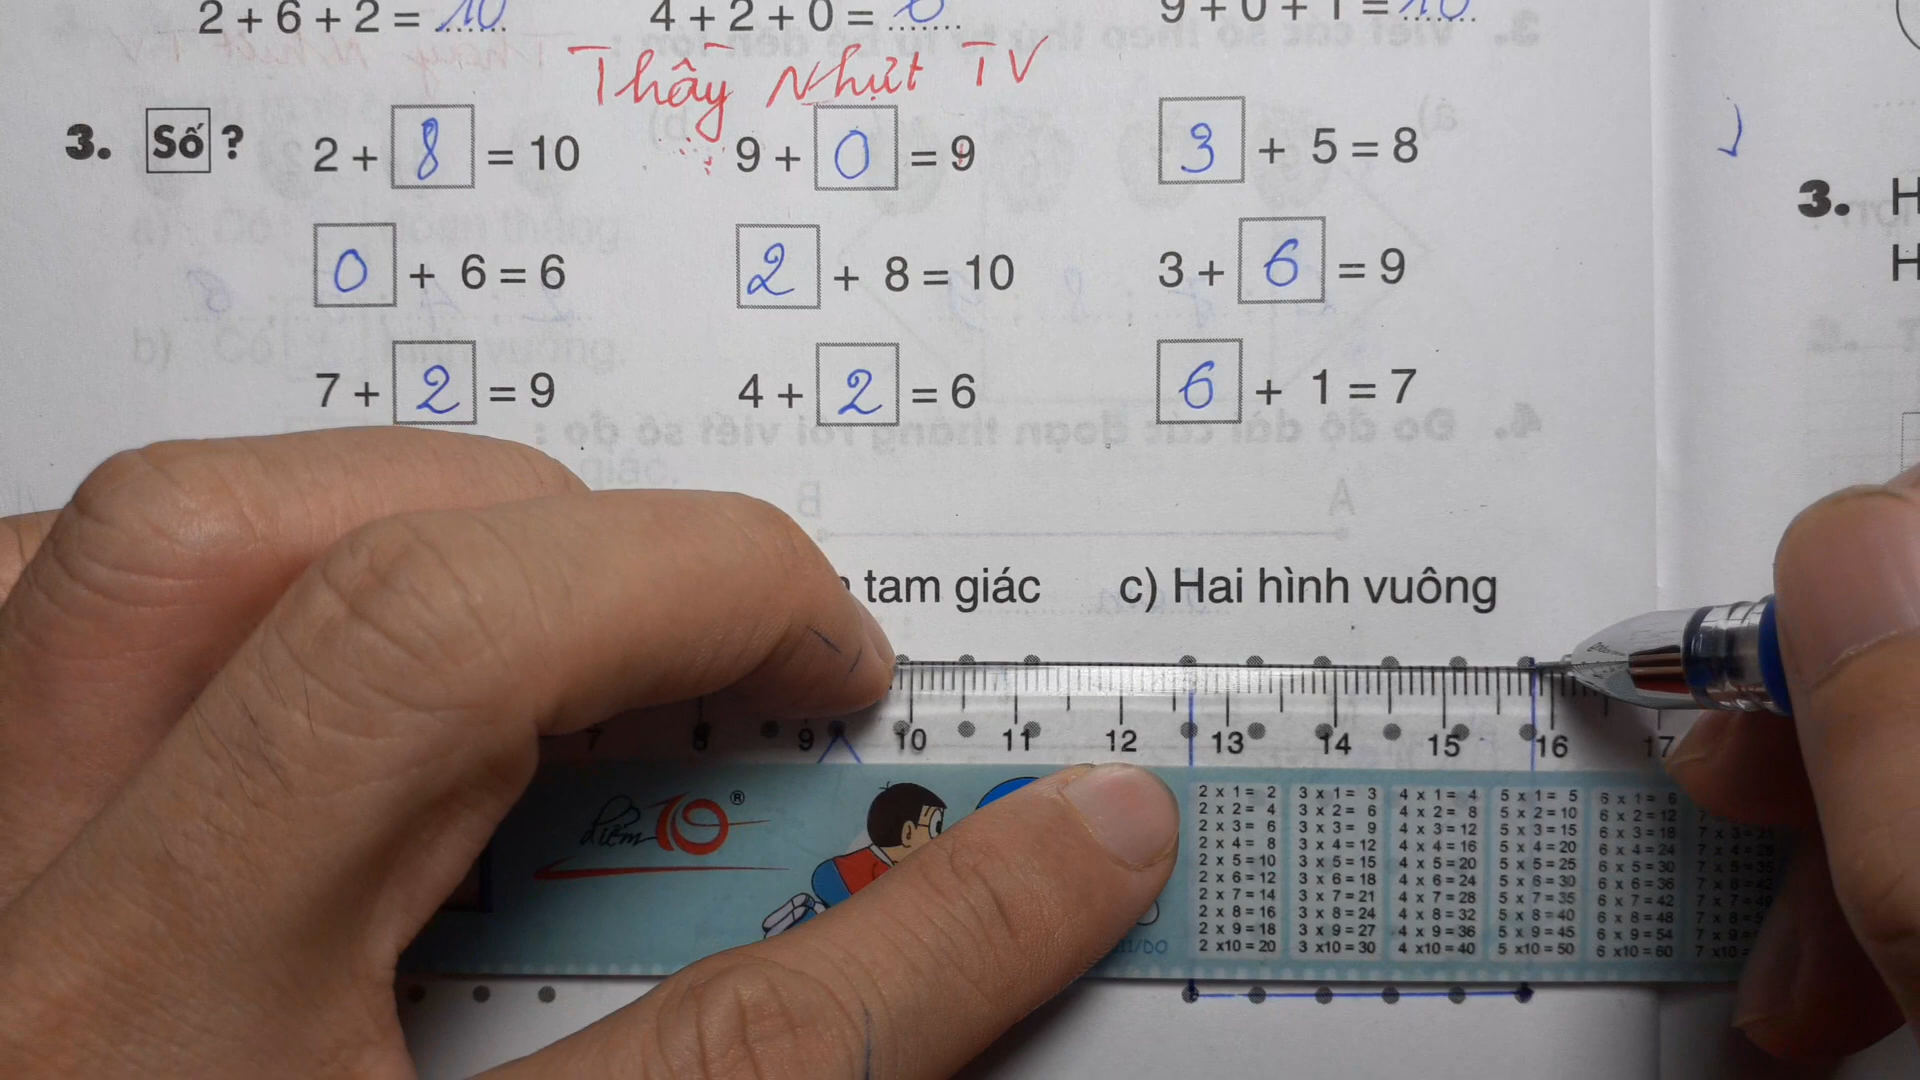 2 + 6 + 2 = 10
4 + 2 + 0 = 6
9 + 0 + 1 = 10
Thầy Nhựt TV
3. Số ? 2 + 8 = 10
9 + 0 = 9
3 + 5 = 8
0 + 6 = 6
2 + 8 = 10
3 + 6 = 9
7 + 2 = 9
4 + 2 = 6
6 + 1 = 7
3. H
H
tam giác
c) Hai hình vuông
7 8 9 10 11 12 13 14 15 16 17
Điểm 10 ®
2 x 1 = 2
2 x 2 = 4
2 x 3 = 6
2 x 4 = 8
2 x 5 = 10
2 x 6 = 12
2 x 7 = 14
2 x 8 = 16
2 x 9 = 18
2 x10 = 20
3 x 1 = 3
3 x 2 = 6
3 x 3 = 9
3 x 4 = 12
3 x 5 = 15
3 x 6 = 18
3 x 7 = 21
3 x 8 = 24
3 x 9 = 27
3 x10 = 30
4 x 1 = 4
4 x 2 = 8
4 x 3 = 12
4 x 4 = 16
4 x 5 = 20
4 x 6 = 24
4 x 7 = 28
4 x 8 = 32
4 x 9 = 36
4 x10 = 40
5 x 1 = 5
5 x 2 = 10
5 x 3 = 15
5 x 4 = 20
5 x 5 = 25
5 x 6 = 30
5 x 7 = 35
5 x 8 = 40
5 x 9 = 45
5 x10 = 50
6 x 1 = 6
6 x 2 = 12
6 x 3 = 18
6 x 4 = 24
6 x 5 = 30
6 x 6 = 36
6 x 7 = 42
6 x 8 = 48
6 x 9 = 54
6 x10 = 60